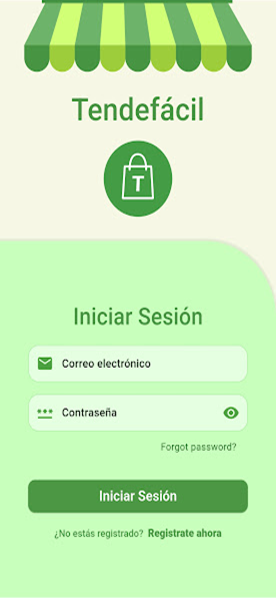 Tendefácil
T
Iniciar Sesión
Correo electrónico
Contraseña
Forgot password?
Iniciar Sesión
¿No estás registrado? Registrate ahora